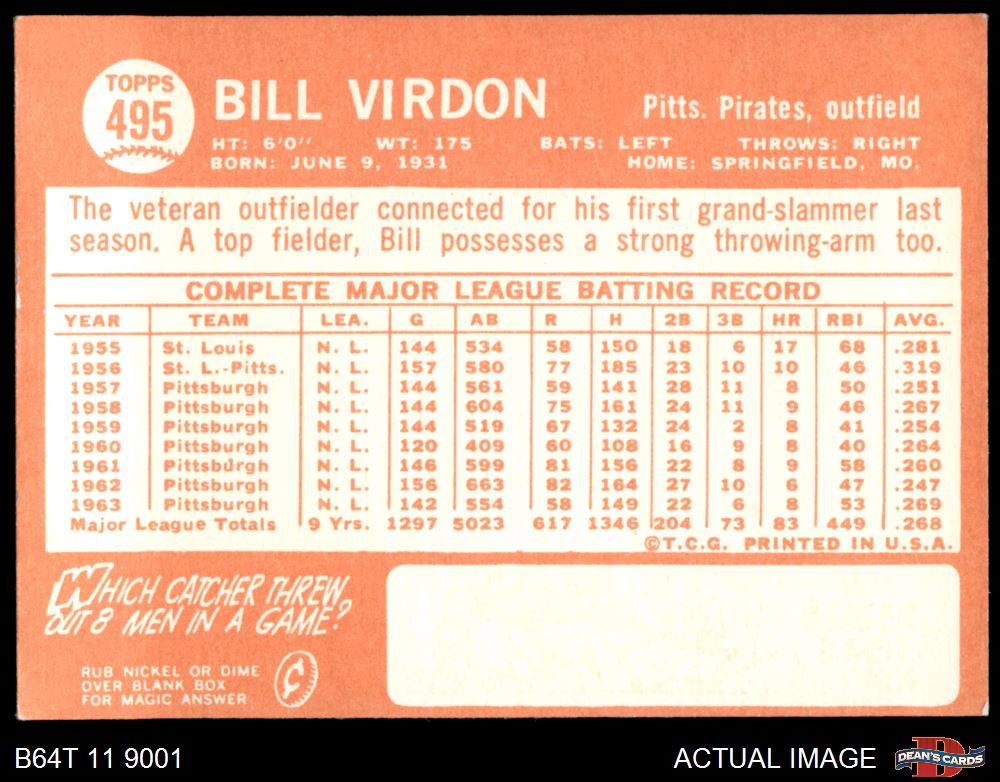 TOPPS
495
BILL VIRDON
Pitts. Pirates, outfield
HT: 6'0" WT: 175 BATS: LEFT THROWS: RIGHT
BORN: JUNE 9, 1931 HOME: SPRINGFIELD, MO.
The veteran outfielder connected for his first grand-slammer last
season. A top fielder, Bill possesses a strong throwing-arm too.
COMPLETE MAJOR LEAGUE BATTING RECORD
YEAR TEAM LEA. G AB R H 2B 3B HR RBI AVG.
1955 St. Louis N. L. 144 534 58 150 18 6 17 68 .281
1956 St. L.-Pitts. N. L. 157 580 77 185 23 10 10 46 .319
1957 Pittsburgh N. L. 144 561 59 141 28 11 8 50 .251
1958 Pittsburgh N. L. 144 604 75 161 24 11 9 46 .267
1959 Pittsburgh N. L. 144 519 67 132 24 2 8 41 .254
1960 Pittsburgh N. L. 120 409 60 108 16 9 8 40 .264
1961 Pittsburgh N. L. 146 599 81 156 22 8 9 58 .260
1962 Pittsburgh N. L. 156 663 82 164 27 10 6 47 .247
1963 Pittsburgh N. L. 142 554 58 149 22 6 8 53 .269
Major League Totals 9 Yrs. 1297 5023 617 1346 204 73 83 449 .268
©T.C.G. PRINTED IN U.S.A.
WHICH CATCHER THREW
OUT 8 MEN IN A GAME?
RUB NICKEL OR DIME
OVER BLANK BOX
FOR MAGIC ANSWER
¢
B64T 11 9001
ACTUAL IMAGE
D
DEAN'S CARDS